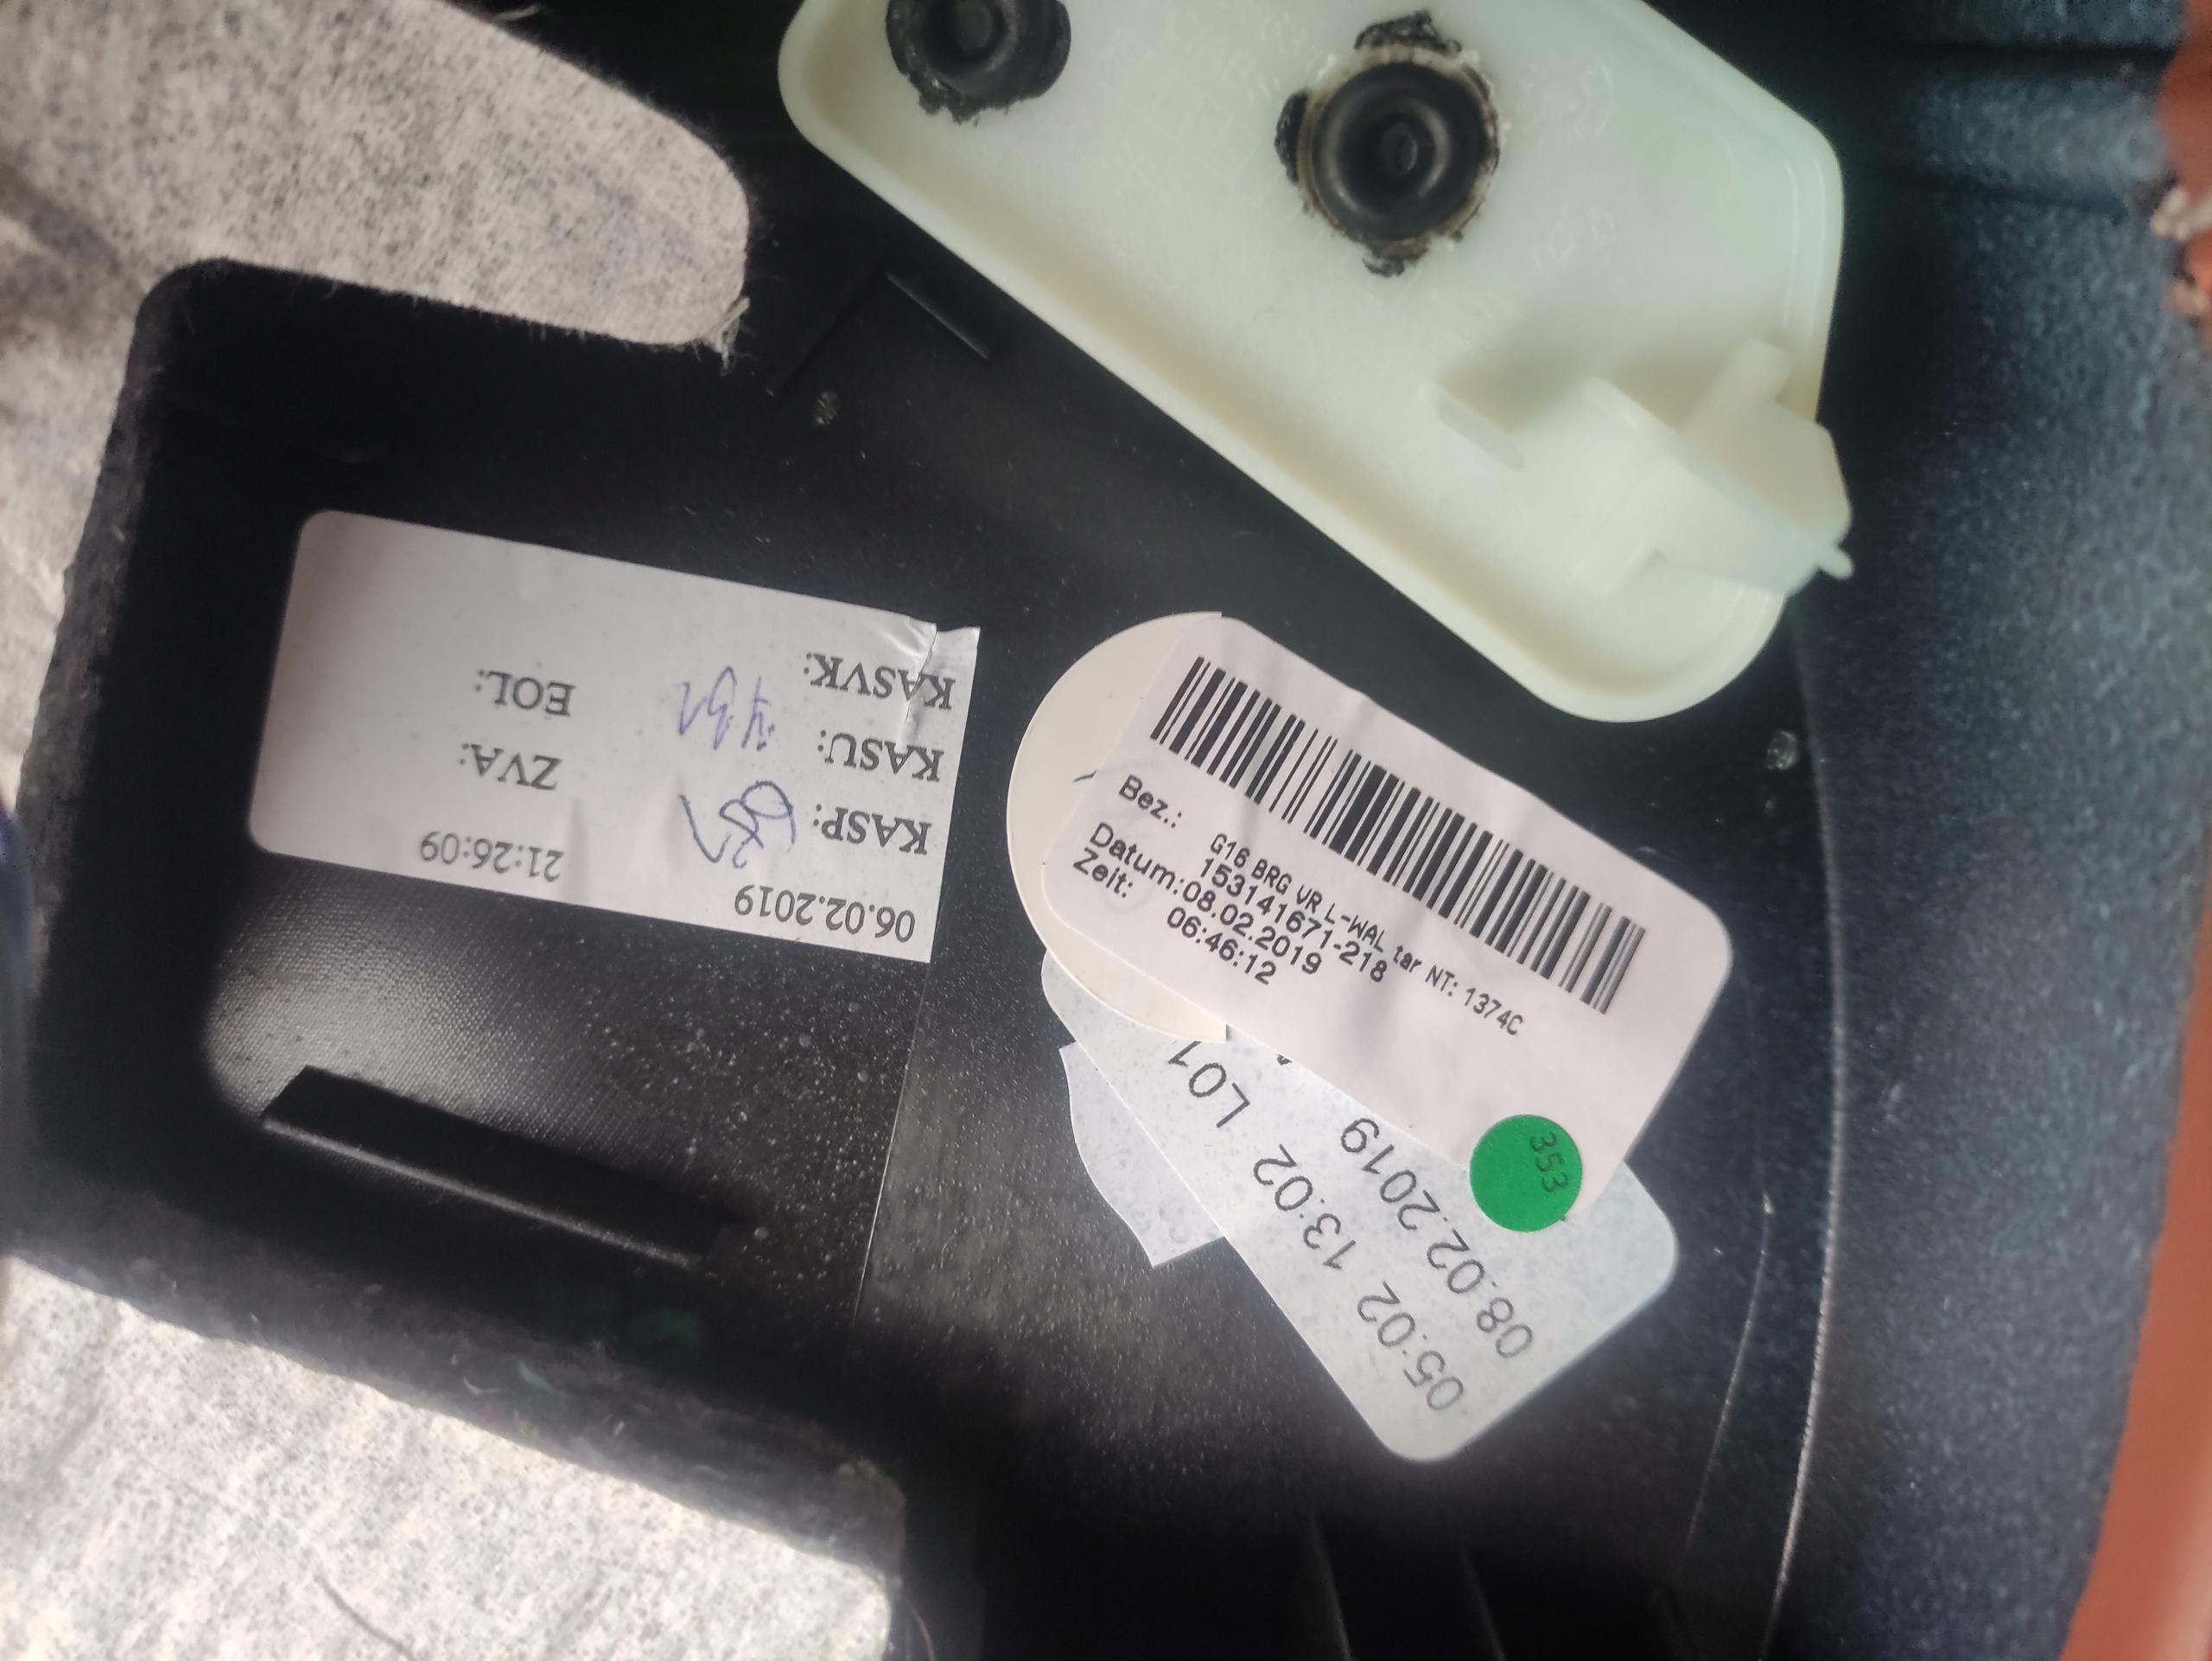 06.02.2019 21:26:09
KASP: ZVA:
KASU: EOL:
KASVK:
Bez.: G16 BRG VR L-WAL tar NT: 1374C
153141671-218
Datum:08.02.2019
Zeit: 06:46:12
353
05:02 13:02 L01
08.02.2019